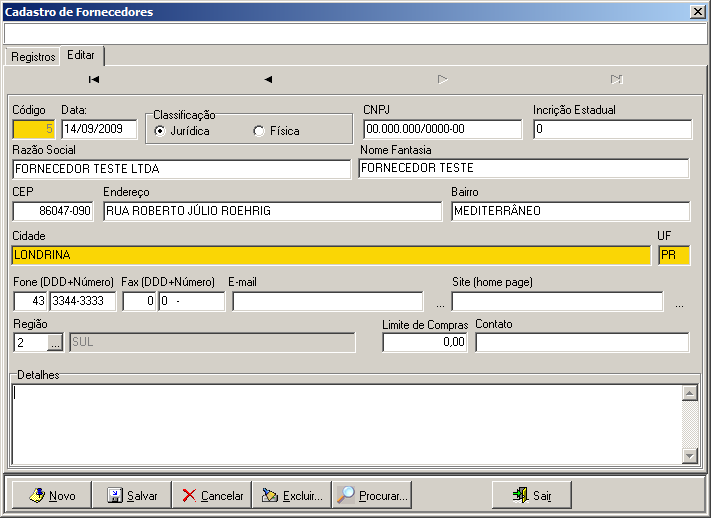 Cadastro de Fornecedores
Registros Editar
Código Data: Classificação CNPJ Incrição Estadual
5 14/09/2009 Jurídica Física 00.000.000/0000-00 0
Razão Social Nome Fantasia
FORNECEDOR TESTE LTDA FORNECEDOR TESTE
CEP Endereço Bairro
86047-090 RUA ROBERTO JÚLIO ROEHRIG MEDITERRÂNEO
Cidade UF
LONDRINA PR
Fone (DDD+Número) Fax (DDD+Número) E-mail Site (home page)
43 3344-3333 0 0 - ... ...
Região Limite de Compras Contato
2 ... SUL 0,00
Detalhes
Novo Salvar Cancelar Excluir... Procurar... Sair